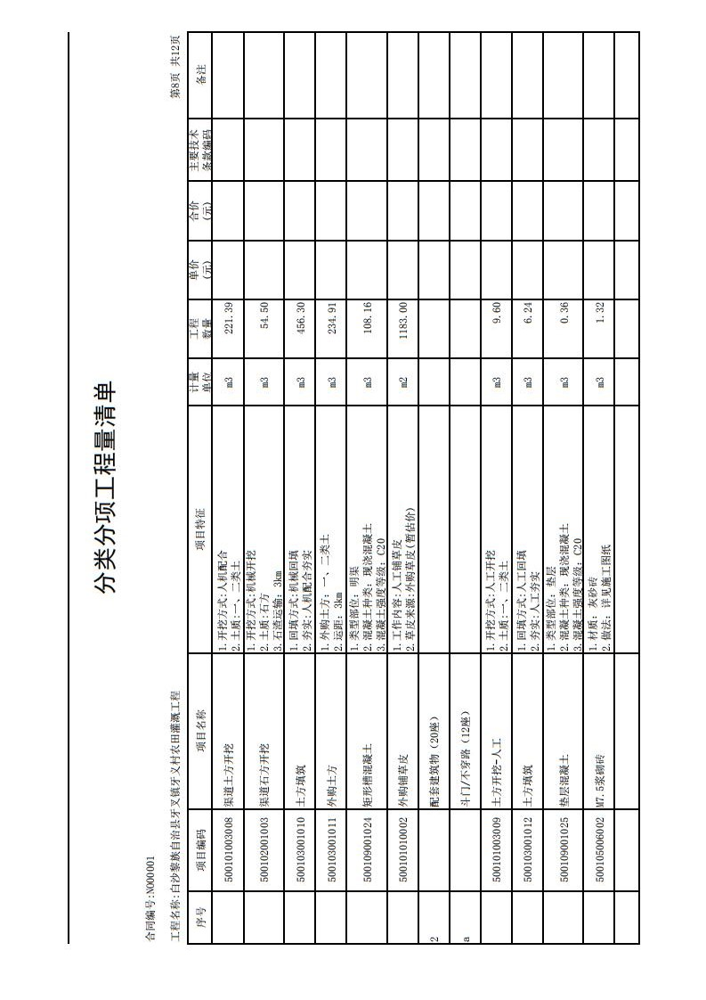 分类分项工程量清单
合同编号:N000001
工程名称:白沙黎族自治县牙叉镇牙义村农田灌溉工程 第8页 共12页
序号 项目编码 项目名称 项目特征 计量单位 工程数量 单价(元) 合价(元) 主要技术条款编码 备注
500101003008 渠道土方开挖 1.开挖方式:人机配合
2.土质:一、二类土 m3 221.39
500102001003 渠道石方开挖 1.开挖方式:机械开挖
2.土质:石方
3.石渣运输：3km m3 54.50
500103001010 土方填筑 1.回填方式:机械回填
2.夯实:人机配合夯实 m3 456.30
500103001011 外购土方 1.外购土方：一、二类土
2.运距：3km m3 234.91
500109001024 矩形槽混凝土 1.类型部位：明渠
2.混凝土种类：现浇混凝土
3.混凝土强度等级：C20 m3 108.16
500101010002 外购铺草皮 1.工作内容:人工铺草皮
2.草皮来源:外购草皮(暂估价) m2 1183.00
2 配套建筑物（20座）
a 斗门/不穿路（12座）
500101003009 土方开挖-人工 1.开挖方式:人工开挖
2.土质:一、二类土 m3 9.60
500103001012 土方填筑 1.回填方式:人工回填
2.夯实:人工夯实 m3 6.24
500109001025 垫层混凝土 1.类型部位：垫层
2.混凝土种类：现浇混凝土
3.混凝土强度等级：C20 m3 0.36
500105006002 M7.5浆砌砖 1.材质：灰砂砖
2.做法：详见施工图纸 m3 1.32